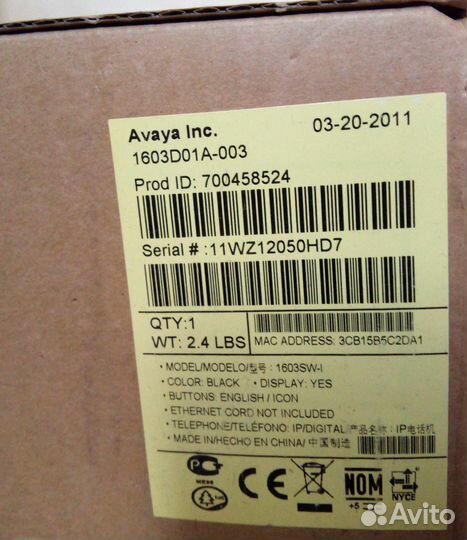 Avaya Inc. 03-20-2011
1603D01A-003
Prod ID: 700458524
Serial # :11WZ12050HD7
QTY:1
WT: 2.4 LBS MAC ADDRESS: 3CB15B5C2DA1
· MODEL/MODELO/型号 : 1603SW-I
· COLOR: BLACK · DISPLAY: YES
· BUTTONS: ENGLISH / ICON
· ETHERNET CORD NOT INCLUDED
· TELEPHONE/TELÉFONO: IP/DIGITAL/产品名称: IP电话机
· MADE IN/HECHO EN CHINA/ 中国制造
CE NOM NYCE
Avito